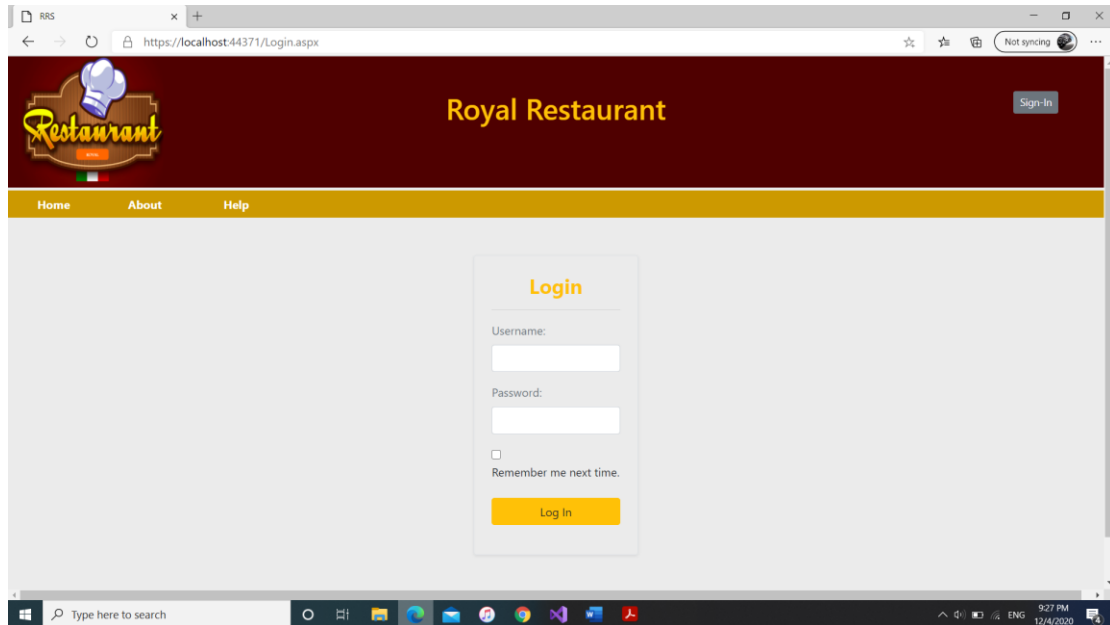 RRS
https://localhost:44371/Login.aspx
Not syncing
Restaurant
Royal Restaurant
Sign-In
Home About Help
Login
Username:
Password:
Remember me next time.
Log In
Type here to search
ENG
9:27 PM
12/4/2020